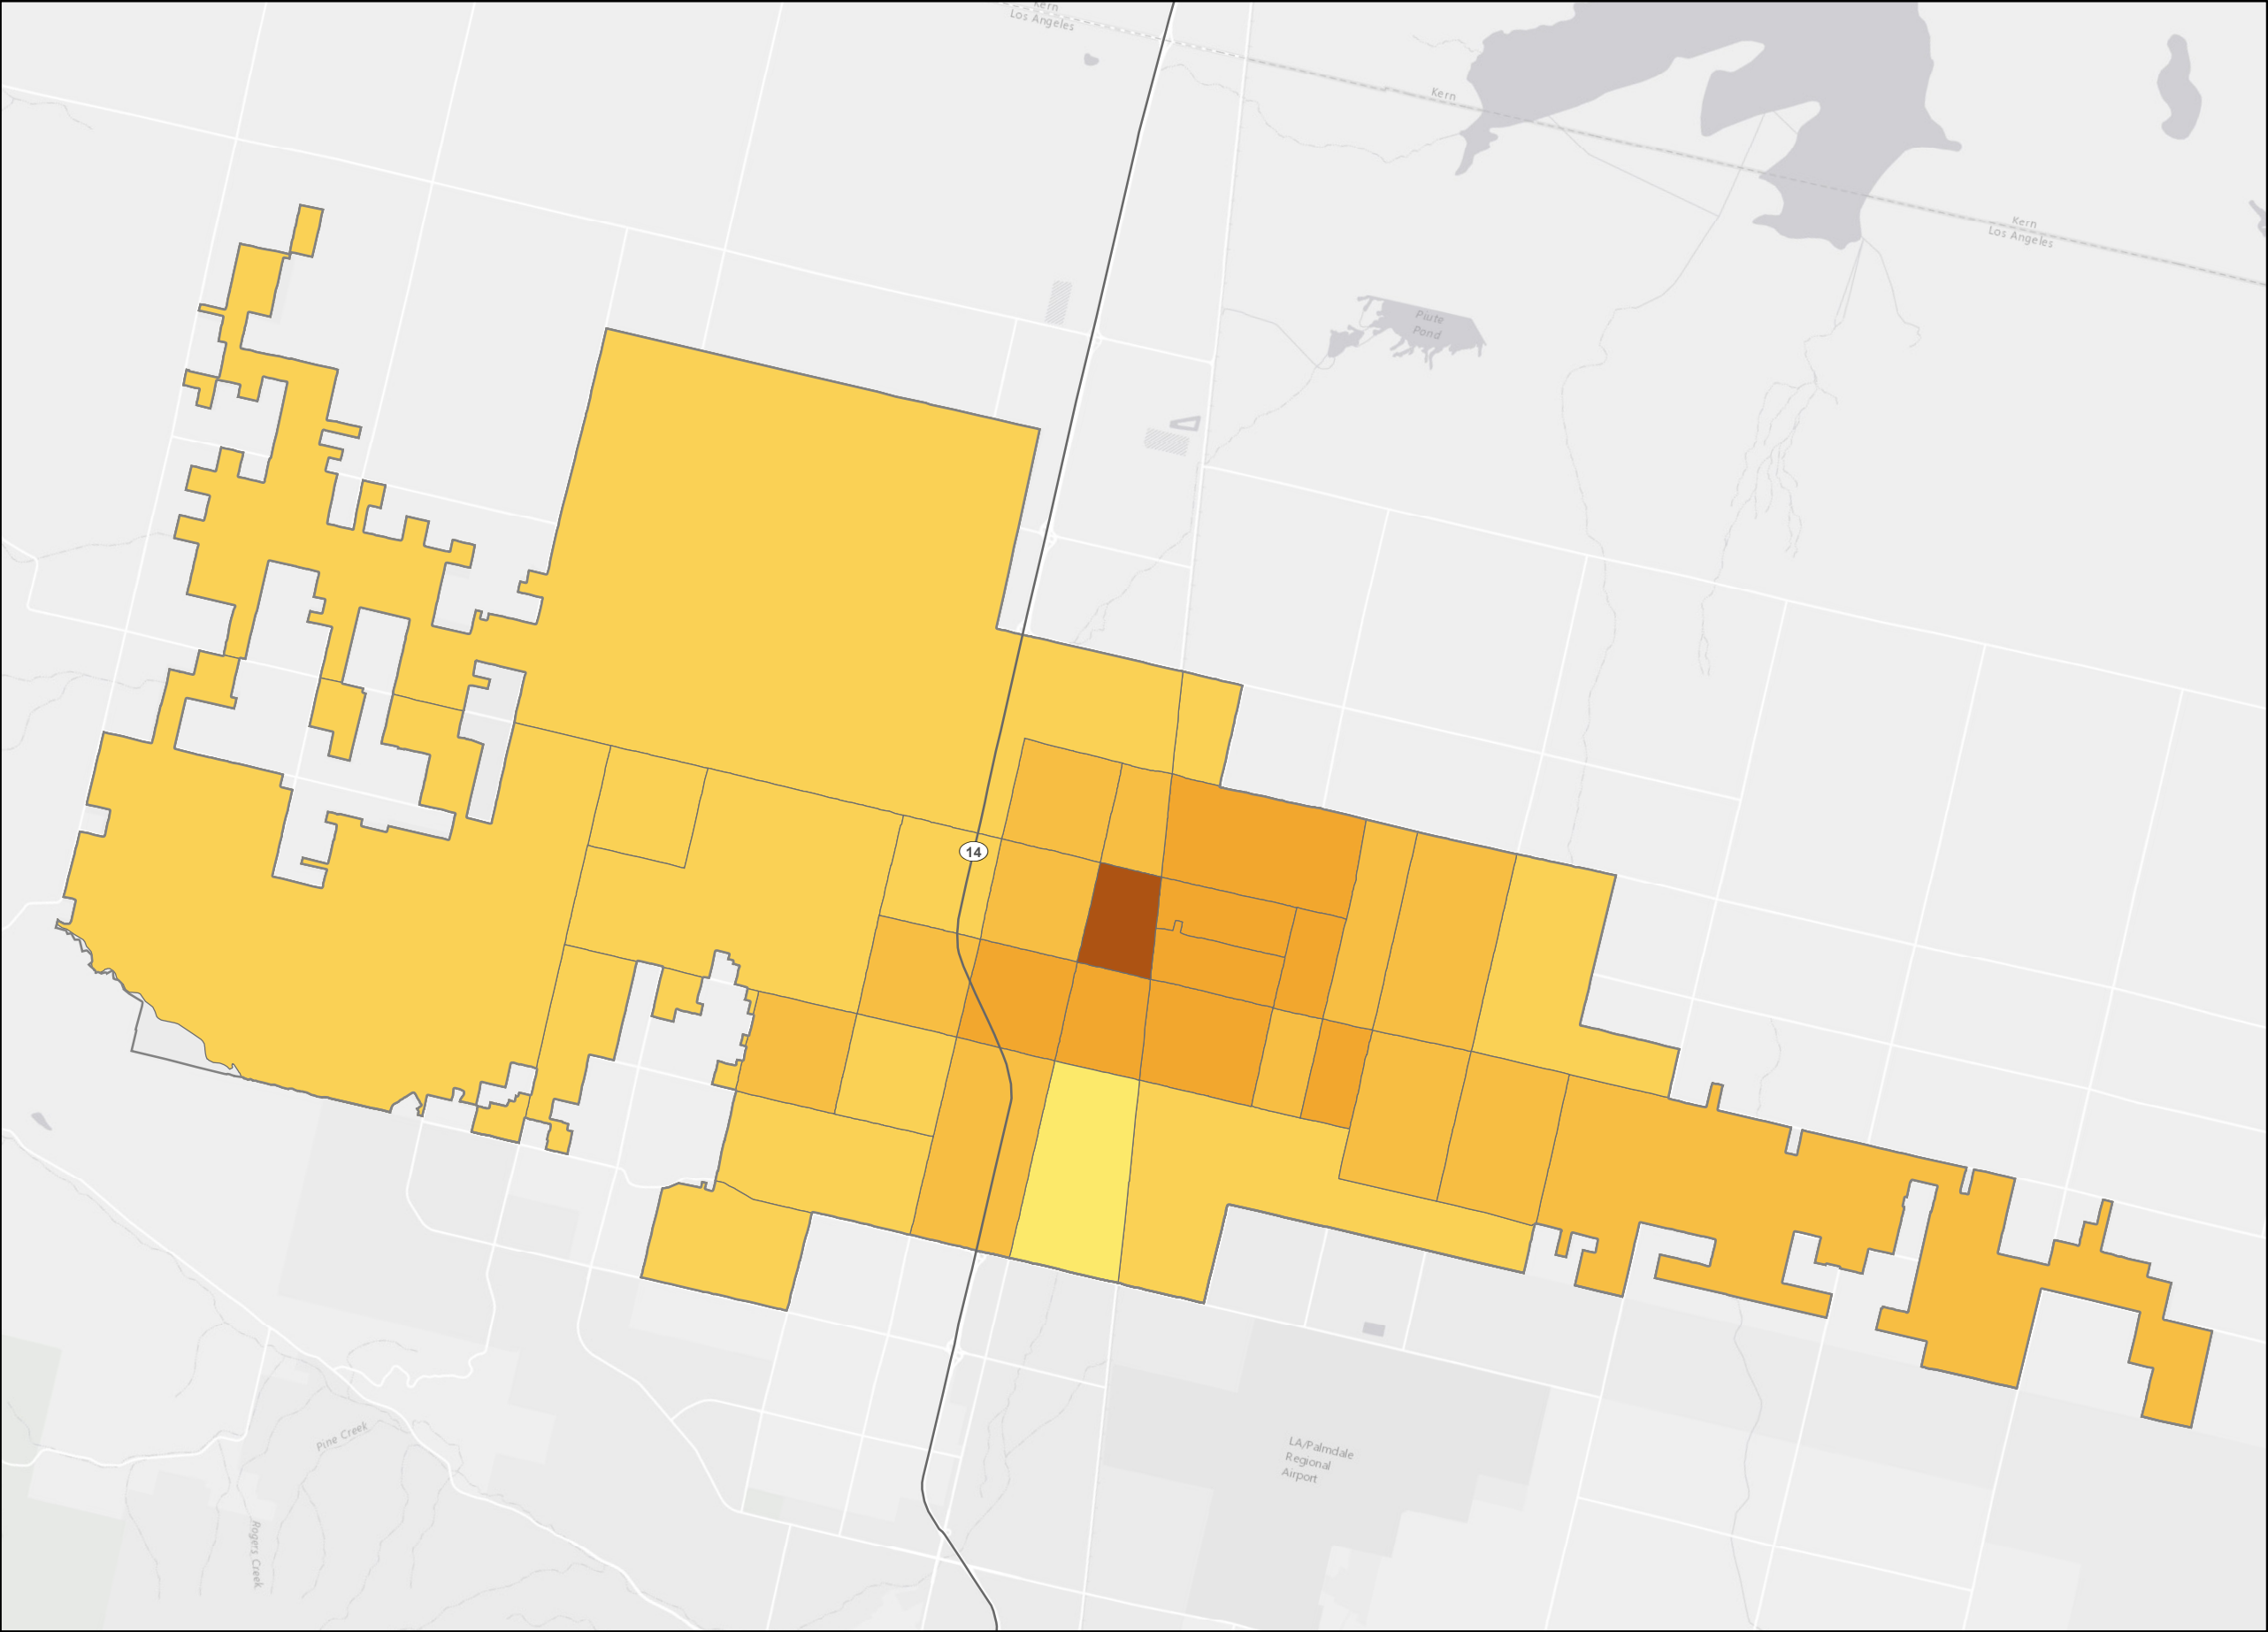 Kern
Los Angeles
Kern
Kern
Los Angeles
Piute
Pond
14
LA/Palmdale
Regional
Airport
Pine Creek
Rogers Creek